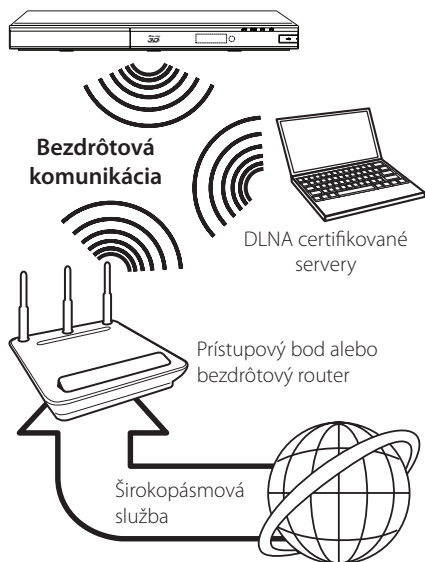 3D
Bezdrôtová
komunikácia
DLNA certifikované
servery
Prístupový bod alebo
bezdrôtový router
Širokopásmová
služba